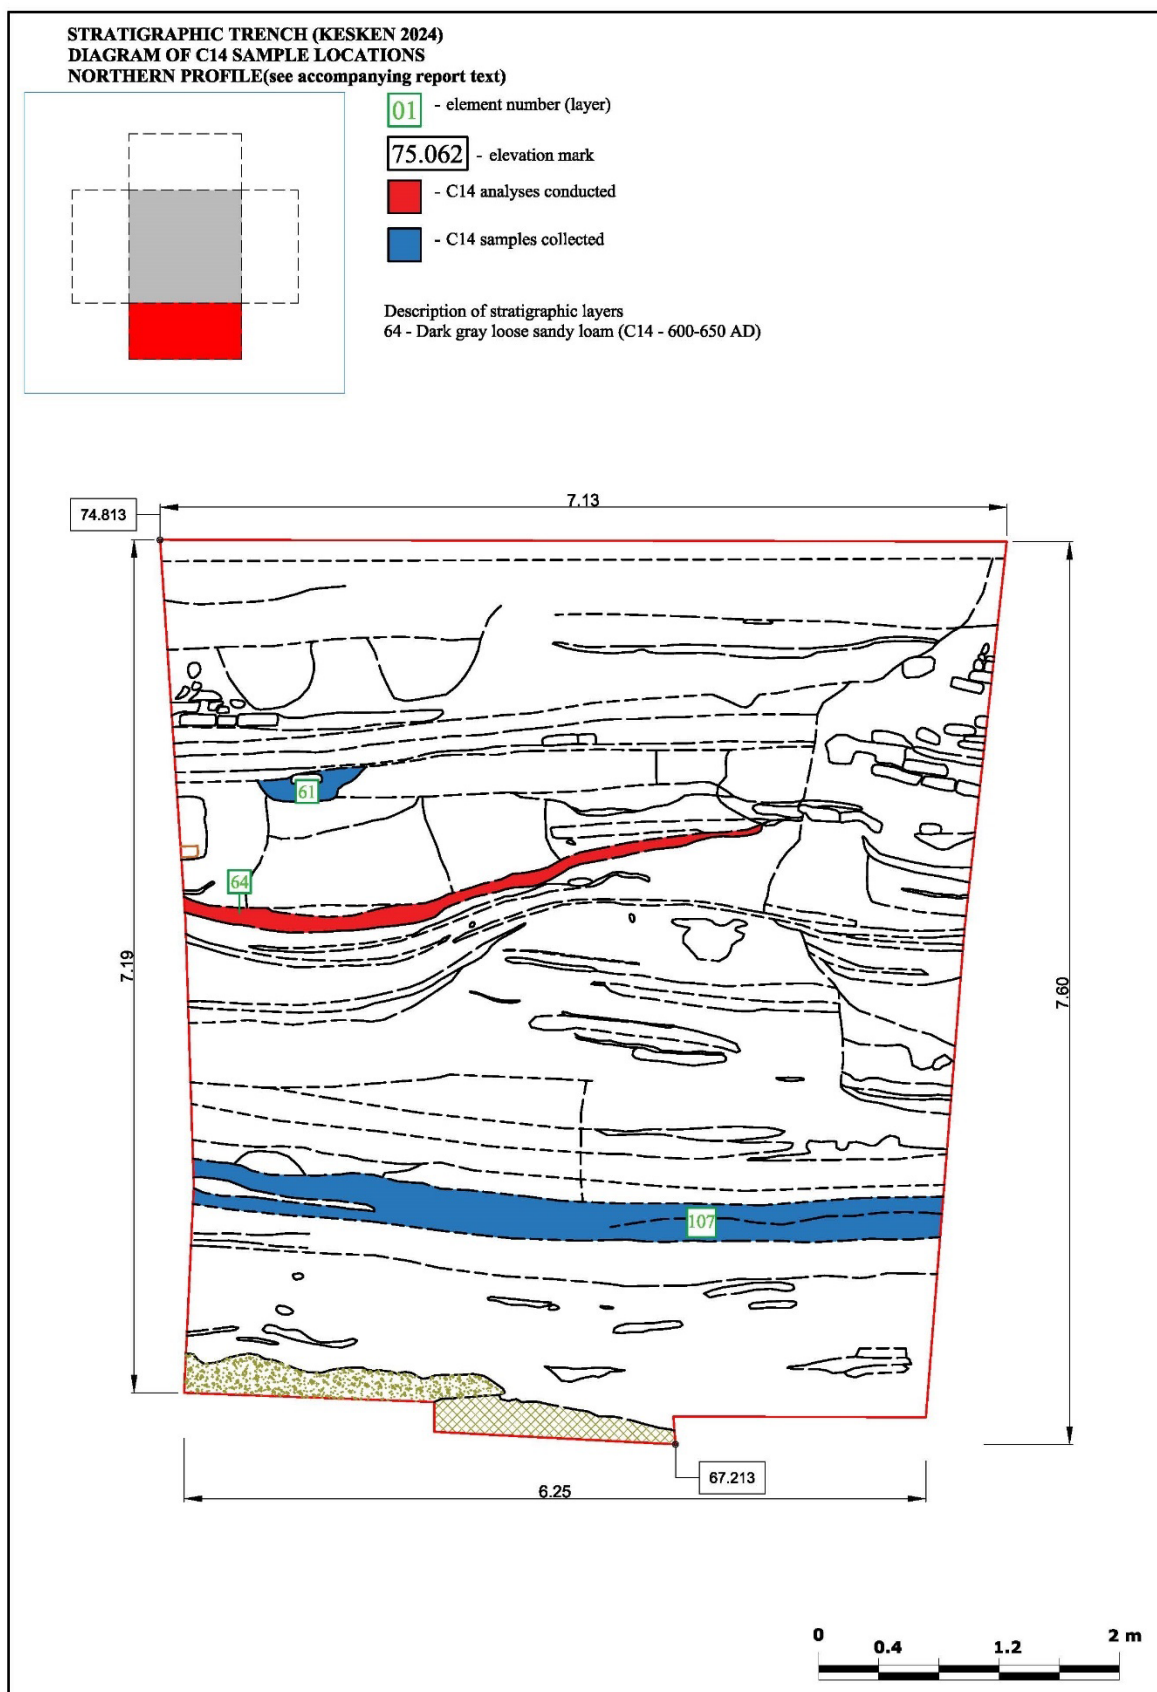 STRATIGRAPHIC TRENCH (KESKEN 2024)
DIAGRAM OF C14 SAMPLE LOCATIONS
NORTHERN PROFILE(see accompanying report text)
01 - element number (layer)
75.062 - elevation mark
- C14 analyses conducted
- C14 samples collected
Description of stratigraphic layers
64 - Dark gray loose sandy loam (C14 - 600-650 AD)
7.13
74.813
61
64
7.19
7.60
107
67.213
6.25
0 0.4 1.2 2 m